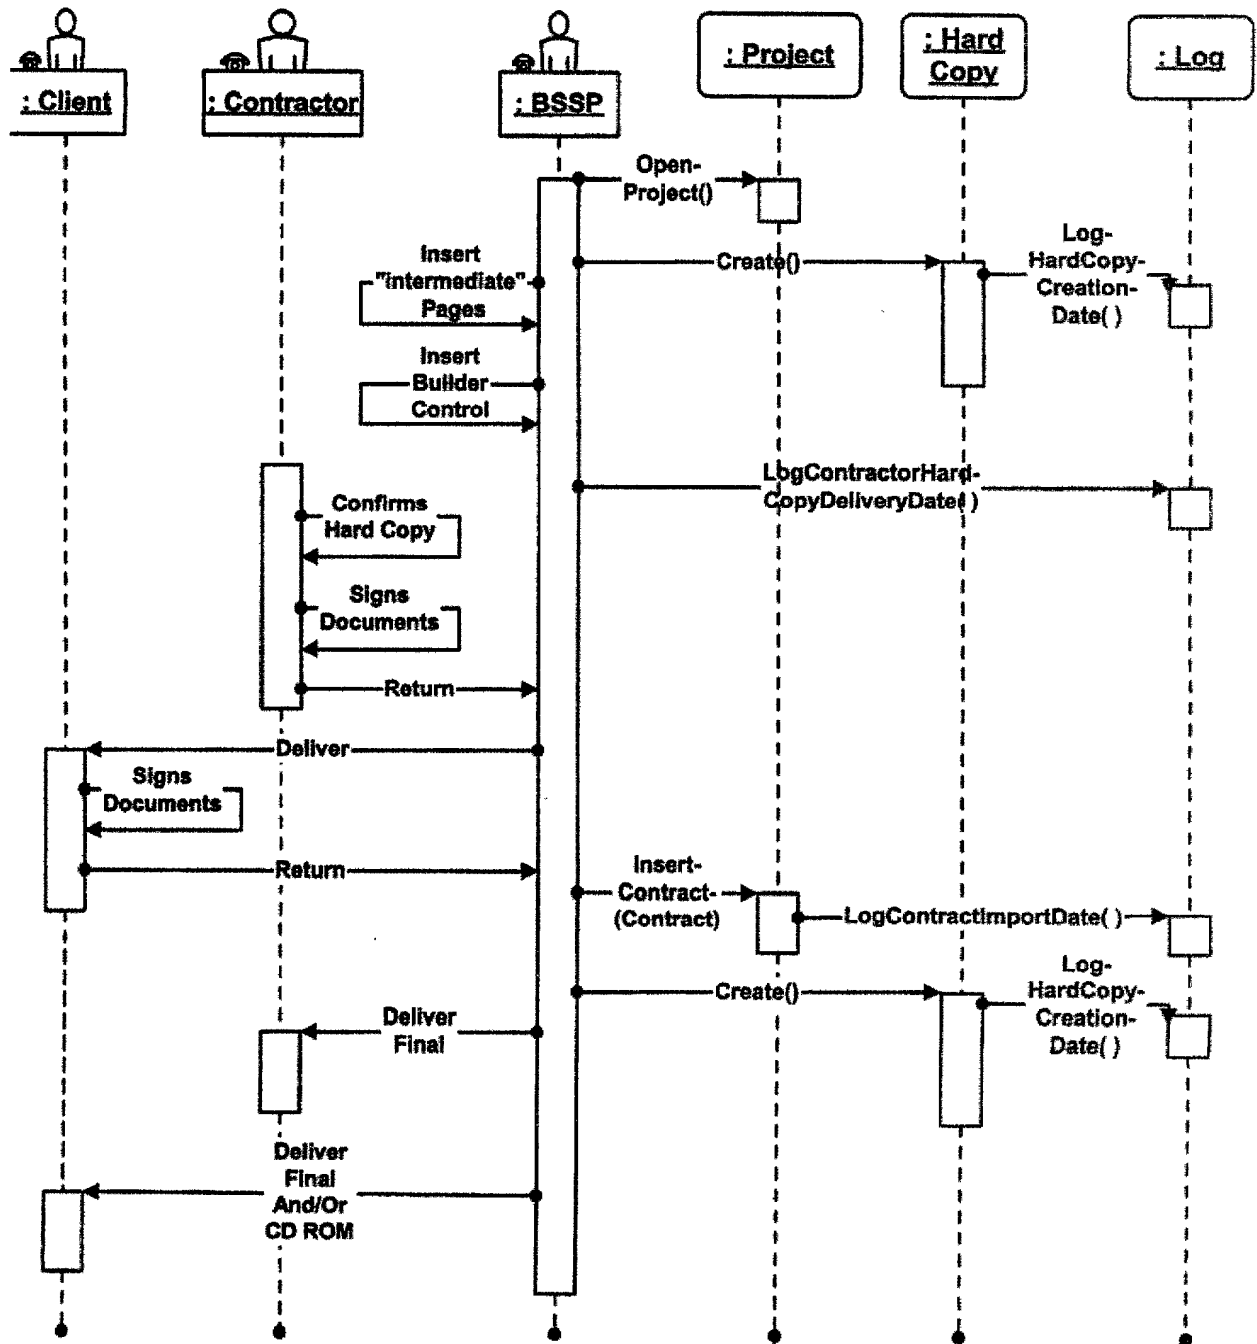 : Client
: Contractor
: BSSP
: Project
: Hard
Copy
: Log
Open-
Project()
Insert
"intermediate"
Pages
Create()
Log-
HardCopy-
Creation-
Date( )
Insert
Builder
Control
LogContractorHard-
CopyDeliveryDate( )
Confirms
Hard Copy
Signs
Documents
Return
Deliver
Signs
Documents
Return
Insert-
Contract-
(Contract)
LogContractImportDate( )
Create()
Log-
HardCopy-
Creation-
Date( )
Deliver
Final
Deliver
Final
And/Or
CD ROM